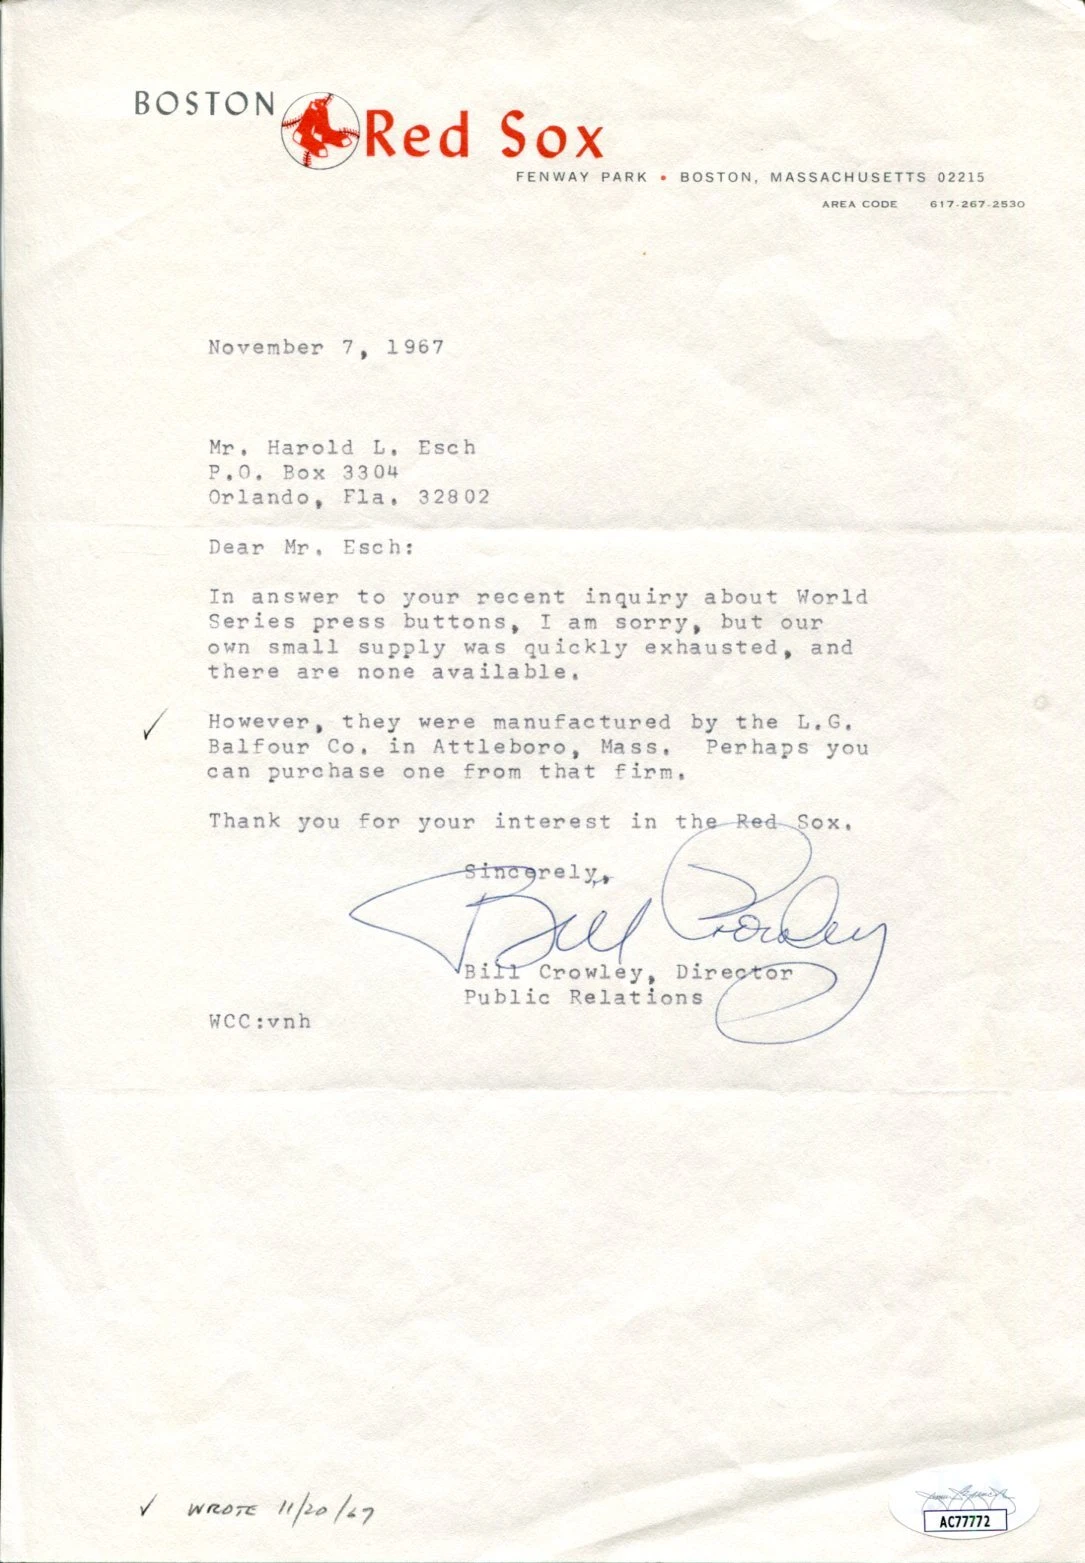 BOSTON Red Sox
FENWAY PARK • BOSTON, MASSACHUSETTS 02215
AREA CODE 617-267-2530
November 7, 1967
Mr. Harold L. Esch
P.O. Box 3304
Orlando, Fla. 32802
Dear Mr. Esch:
In answer to your recent inquiry about World
Series press buttons, I am sorry, but our
own small supply was quickly exhausted, and
there are none available.
However, they were manufactured by the L.G.
Balfour Co. in Attleboro, Mass. Perhaps you
can purchase one from that firm.
Thank you for your interest in the Red Sox.
Sincerely,
Bill Crowley
Bill Crowley, Director
Public Relations
WCC:vnh
✓ WROTE 11/20/67
AC77772